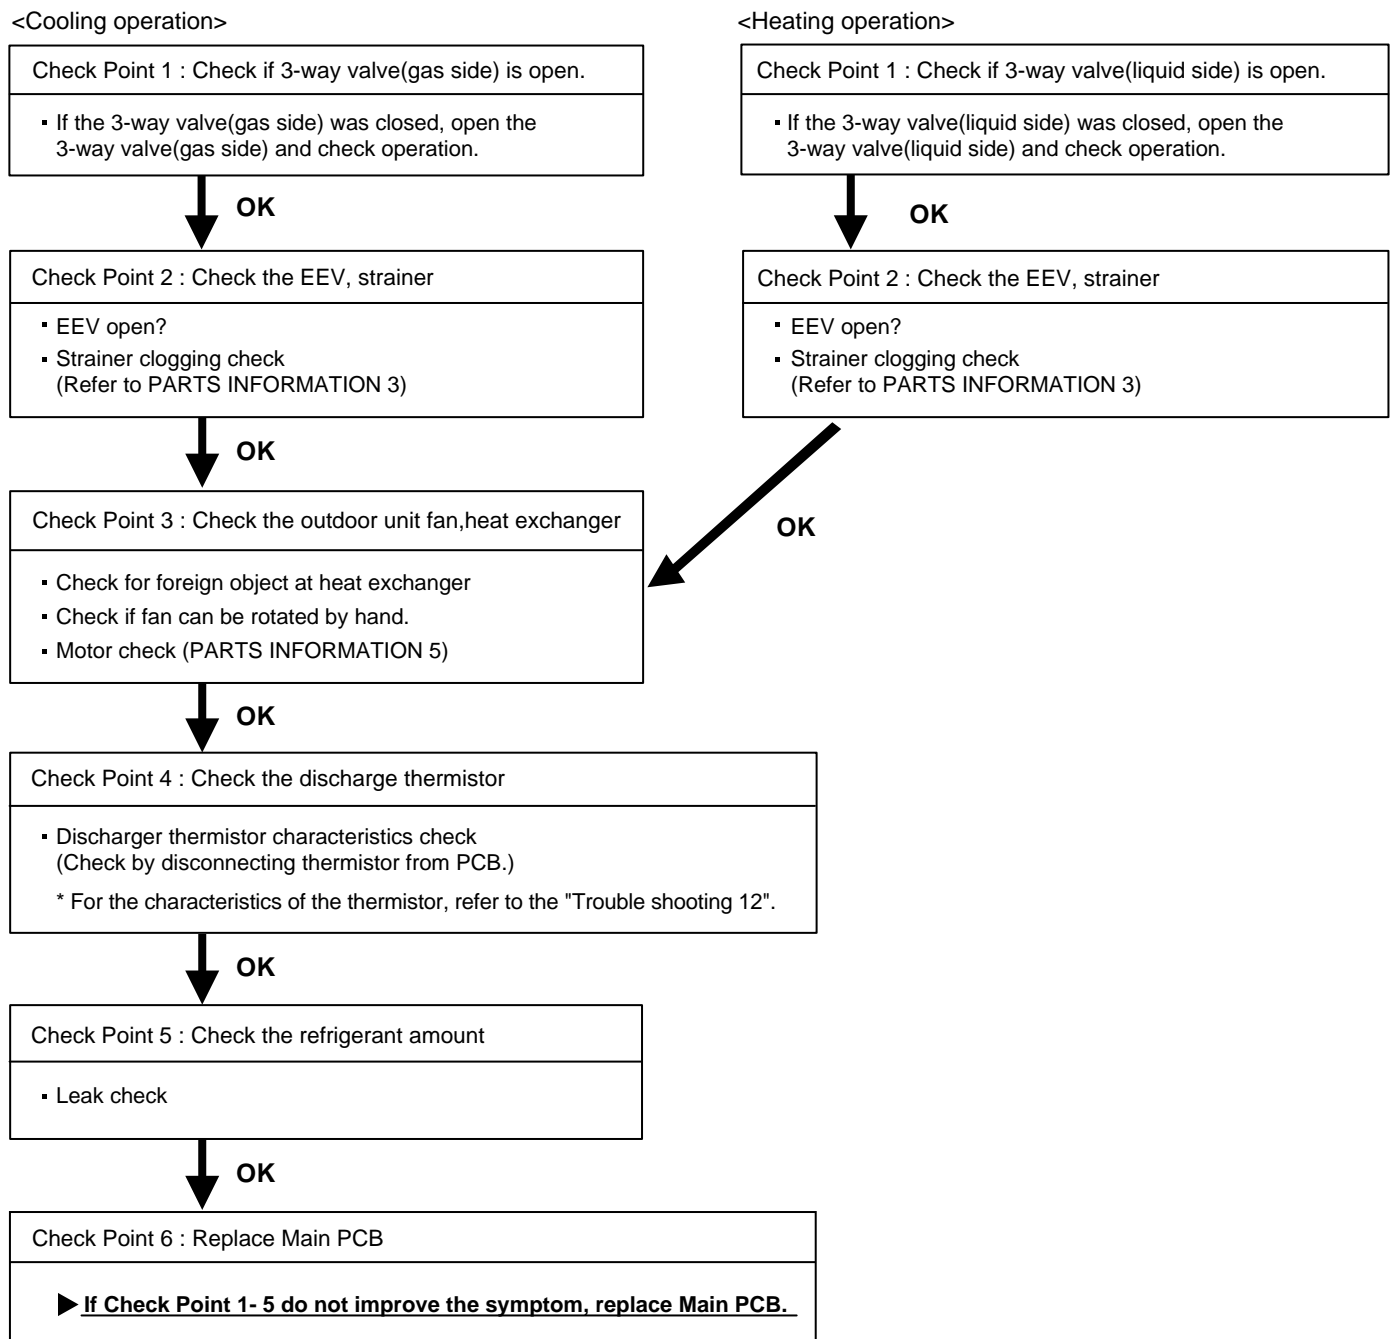 <Cooling operation>
Check Point 1 : Check if 3-way valve(gas side) is open.
▪ If the 3-way valve(gas side) was closed, open the
3-way valve(gas side) and check operation.
OK
Check Point 2 : Check the EEV, strainer
▪ EEV open?
▪ Strainer clogging check
(Refer to PARTS INFORMATION 3)
OK
<Heating operation>
Check Point 1 : Check if 3-way valve(liquid side) is open.
▪ If the 3-way valve(liquid side) was closed, open the
3-way valve(liquid side) and check operation.
OK
Check Point 2 : Check the EEV, strainer
▪ EEV open?
▪ Strainer clogging check
(Refer to PARTS INFORMATION 3)
OK
Check Point 3 : Check the outdoor unit fan,heat exchanger
▪ Check for foreign object at heat exchanger
▪ Check if fan can be rotated by hand.
▪ Motor check (PARTS INFORMATION 5)
OK
Check Point 4 : Check the discharge thermistor
▪ Discharger thermistor characteristics check
(Check by disconnecting thermistor from PCB.)
* For the characteristics of the thermistor, refer to the "Trouble shooting 12".
OK
Check Point 5 : Check the refrigerant amount
▪ Leak check
OK
Check Point 6 : Replace Main PCB
▶ If Check Point 1- 5 do not improve the symptom, replace Main PCB.